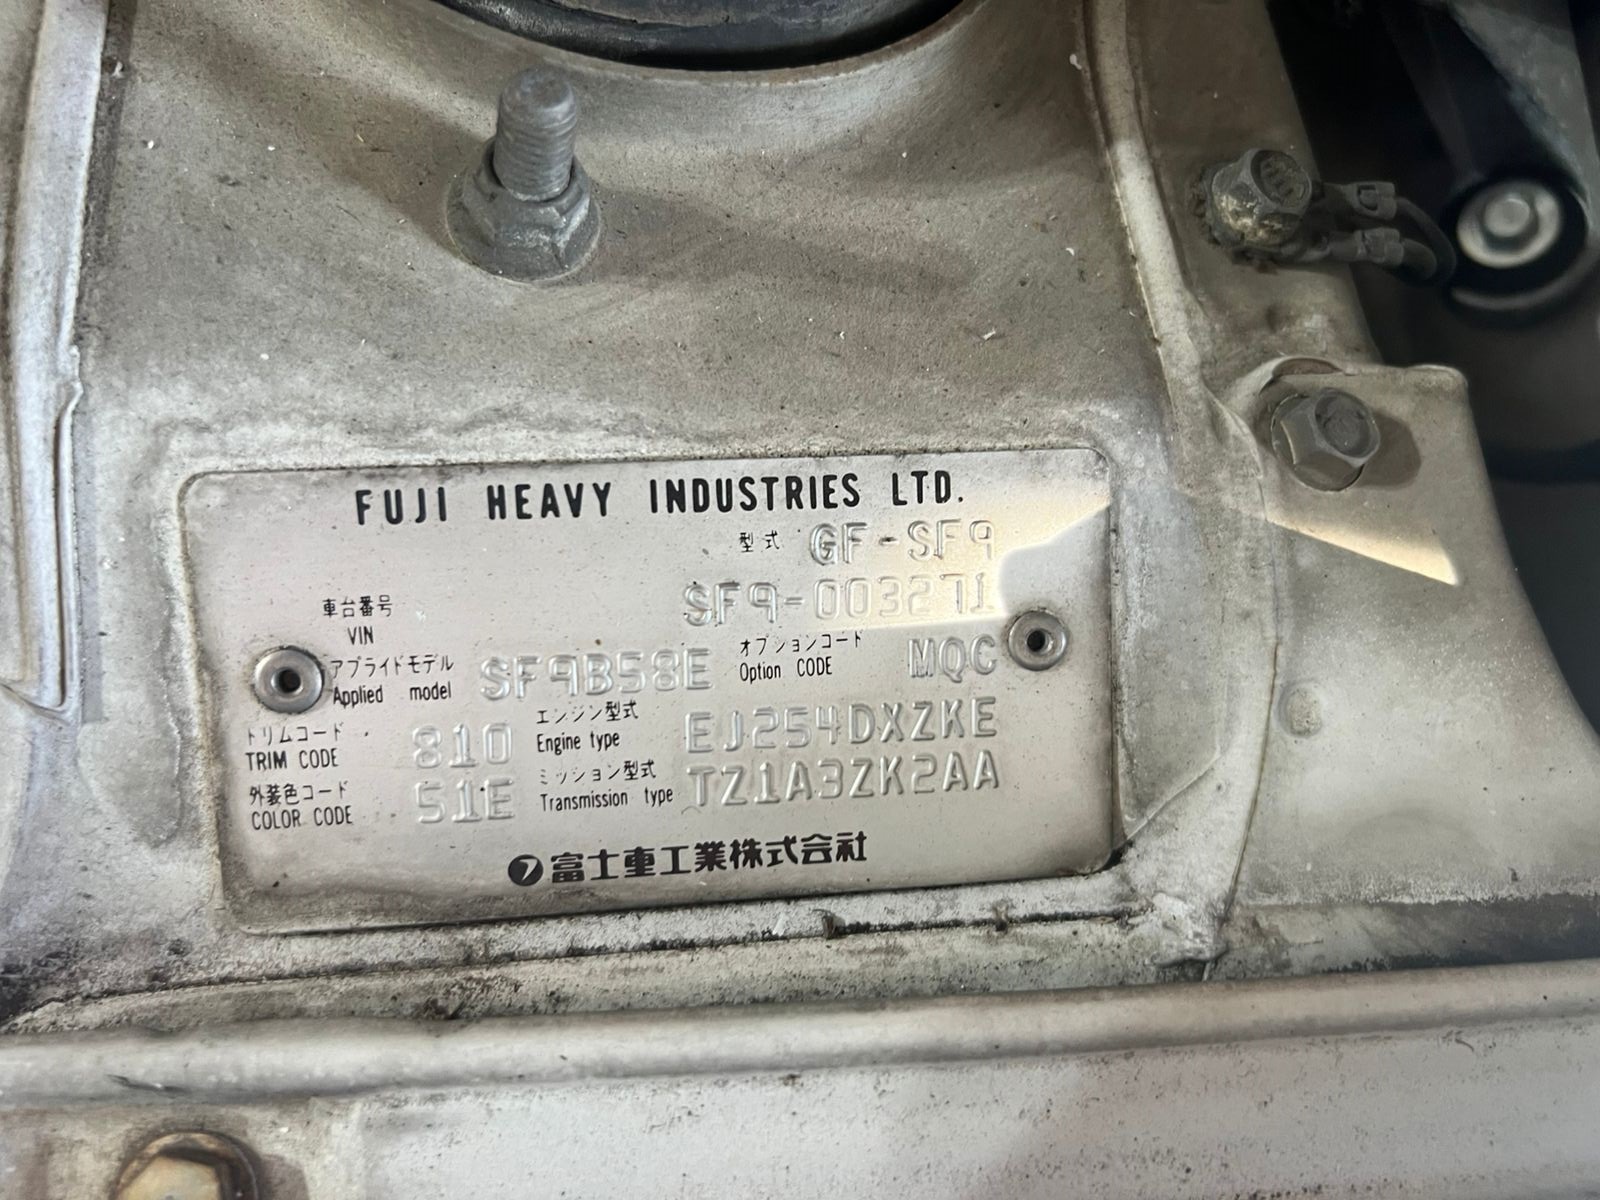 FUJI HEAVY INDUSTRIES LTD.
型式 GF-SF9
車台番号 SF9-003271
VIN
アプライドモデル SF9B58E オプションコード MQC
Applied model Option CODE
トリムコード 810 エンジン型式 EJ254DXZKE
TRIM CODE Engine type
外装色コード 51E ミッション型式 TZ1A3ZK2AA
COLOR CODE Transmission type
富士重工業株式会社